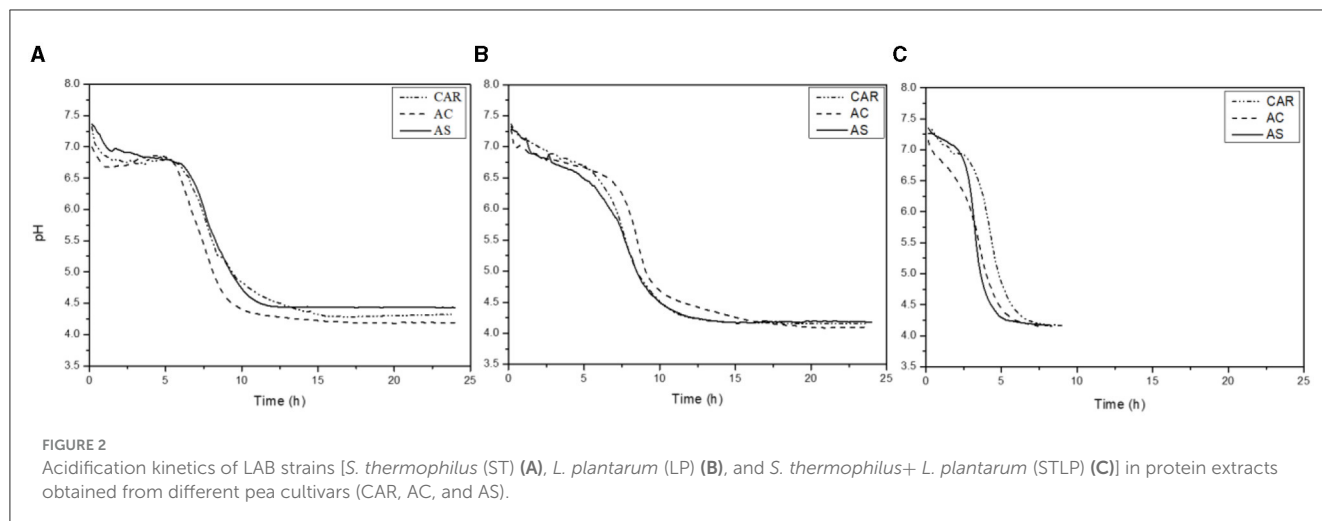 A
B
C
8.0
7.5
7.0
6.5
6.0
5.5
5.0
4.5
4.0
3.5
pH
CAR
AC
AS
0
5
10
15
20
25
Time (h)
8.0
7.5
7.0
6.5
6.0
5.5
5.0
4.5
4.0
3.5
CAR
AC
AS
0
5
10
15
20
25
Time (h)
8.0
7.5
7.0
6.5
6.0
5.5
5.0
4.5
4.0
3.5
CAR
AC
AS
0
5
10
15
20
25
Time (h)
FIGURE 2
Acidification kinetics of LAB strains [S. thermophilus (ST) (A), L. plantarum (LP) (B), and S. thermophilus+ L. plantarum (STLP) (C)] in protein extracts
obtained from different pea cultivars (CAR, AC, and AS).